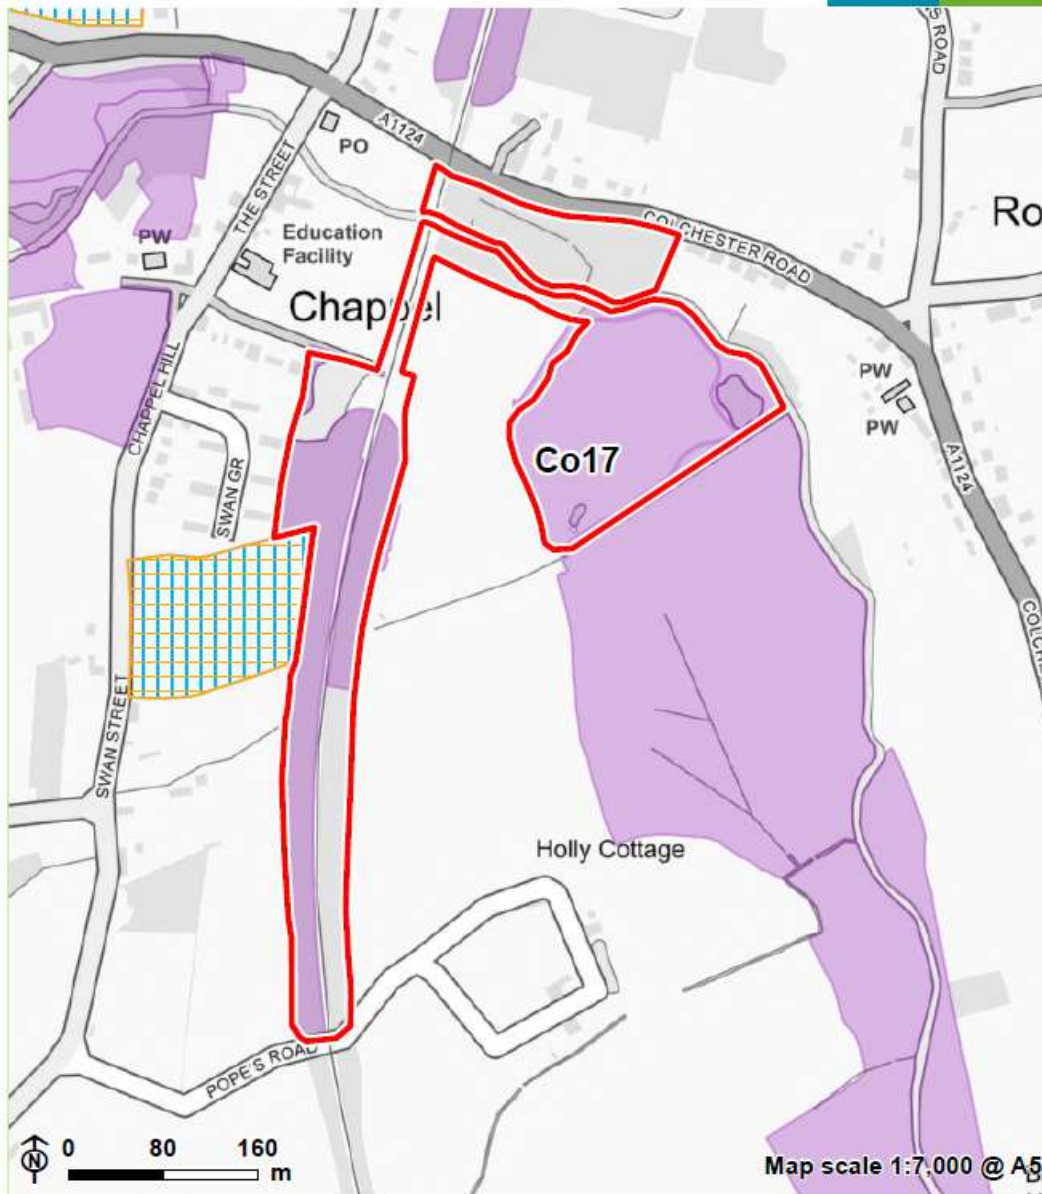 S ROAD
A1124
PO
THE STREET
PW
Education
Facility
Chappel
COLCHESTER ROAD
Ro
CHAPPEL HILL
PW
PW
SWAN GR
Co17
A1124
COLCHE
SWAN STREET
Holly Cottage
POPE'S ROAD
N
0 80 160
m
Map scale 1:7,000 @ A5